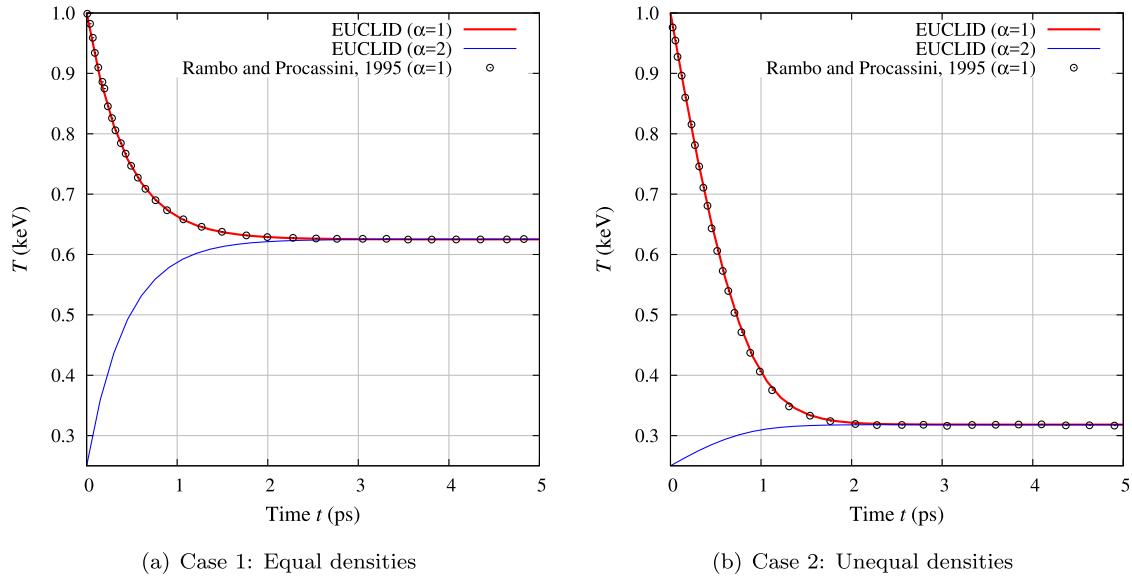 1.0
0.9
0.8
0.7
0.6
0.5
0.4
0.3
T (keV)
EUCLID (α=1)
EUCLID (α=2)
Rambo and Procassini, 1995 (α=1)
0 1 2 3 4 5
Time t (ps)
(a) Case 1: Equal densities
1.0
0.9
0.8
0.7
0.6
0.5
0.4
0.3
T (keV)
EUCLID (α=1)
EUCLID (α=2)
Rambo and Procassini, 1995 (α=1)
0 1 2 3 4 5
Time t (ps)
(b) Case 2: Unequal densities